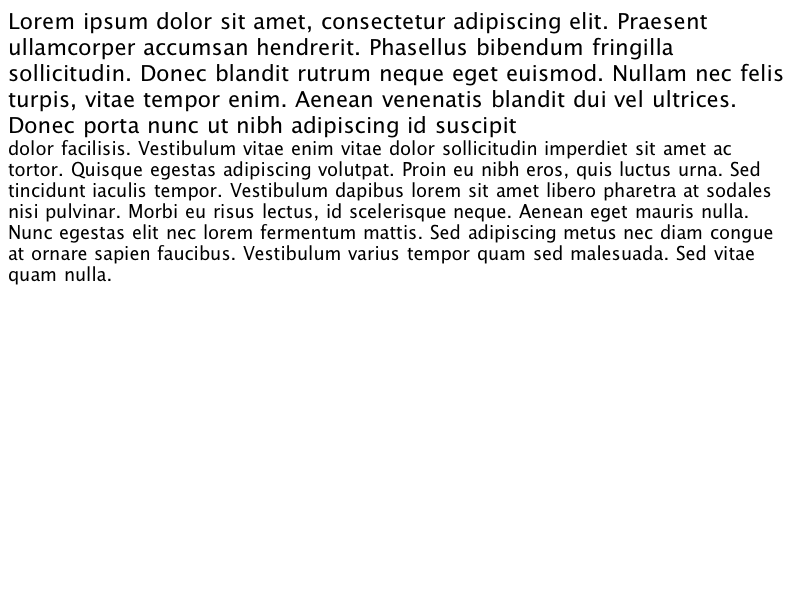 Lorem ipsum dolor sit amet, consectetur adipiscing elit. Praesent
ullamcorper accumsan hendrerit. Phasellus bibendum fringilla
sollicitudin. Donec blandit rutrum neque eget euismod. Nullam nec felis
turpis, vitae tempor enim. Aenean venenatis blandit dui vel ultrices.
Donec porta nunc ut nibh adipiscing id suscipit
dolor facilisis. Vestibulum vitae enim vitae dolor sollicitudin imperdiet sit amet ac
tortor. Quisque egestas adipiscing volutpat. Proin eu nibh eros, quis luctus urna. Sed
tincidunt iaculis tempor. Vestibulum dapibus lorem sit amet libero pharetra at sodales
nisi pulvinar. Morbi eu risus lectus, id scelerisque neque. Aenean eget mauris nulla.
Nunc egestas elit nec lorem fermentum mattis. Sed adipiscing metus nec diam congue
at ornare sapien faucibus. Vestibulum varius tempor quam sed malesuada. Sed vitae
quam nulla.